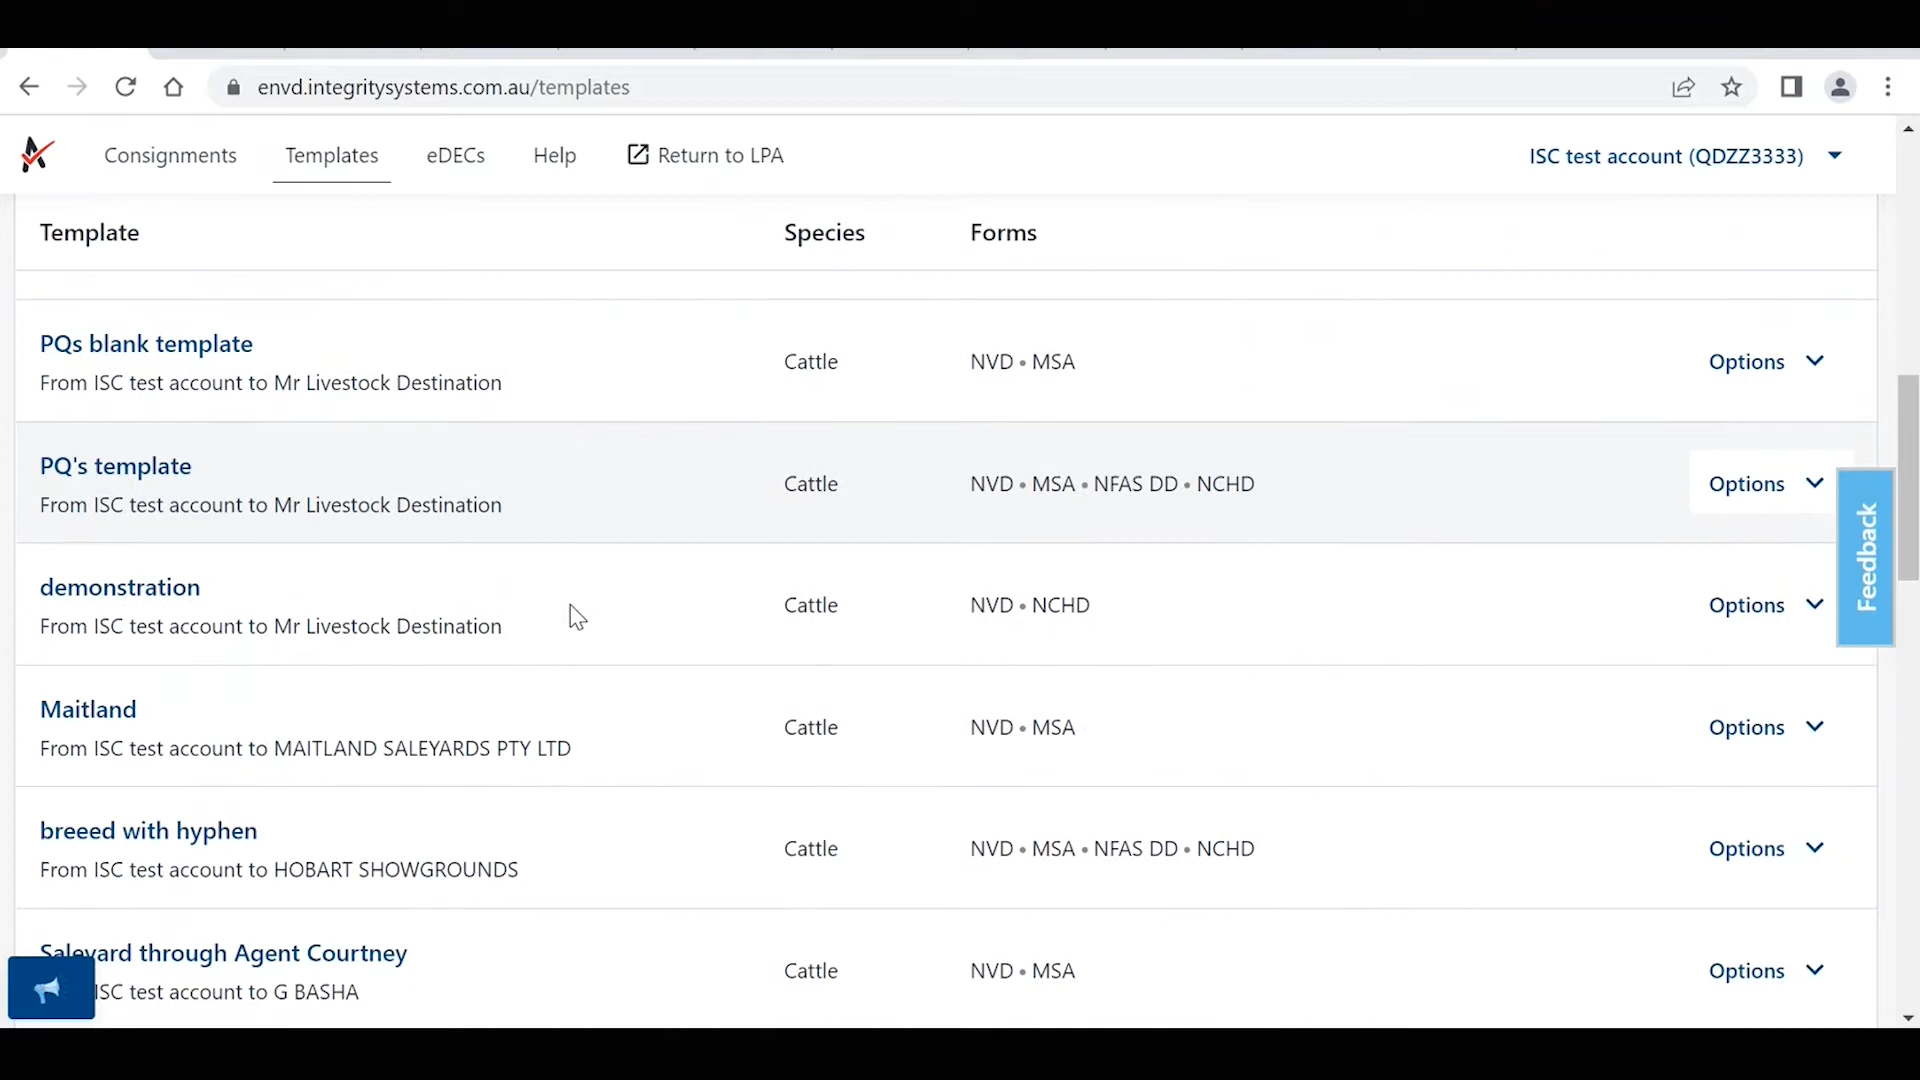 envd.integritysystems.com.au/templates
Consignments Templates eDECs Help Return to LPA ISC test account (QDZZ3333)
Template Species Forms
PQs blank template
From ISC test account to Mr Livestock Destination
Cattle NVD • MSA Options
PQ's template
From ISC test account to Mr Livestock Destination
Cattle NVD • MSA • NFAS DD • NCHD Options
Feedback
demonstration
From ISC test account to Mr Livestock Destination
Cattle NVD • NCHD Options
Maitland
From ISC test account to MAITLAND SALEYARDS PTY LTD
Cattle NVD • MSA Options
breeed with hyphen
From ISC test account to HOBART SHOWGROUNDS
Cattle NVD • MSA • NFAS DD • NCHD Options
Saleyard through Agent Courtney
ISC test account to G BASHA
Cattle NVD • MSA Options